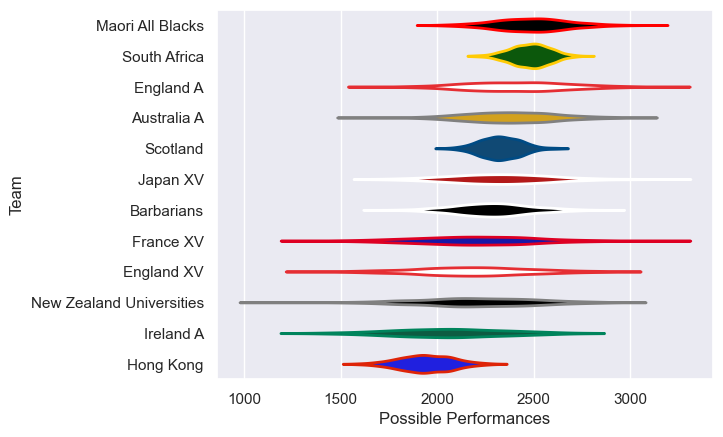 Maori All Blacks
South Africa
England A
Australia A
Scotland
Japan XV
Barbarians
France XV
England XV
New Zealand Universities
Ireland A
Hong Kong
Team
1000 1500 2000 2500 3000
Possible Performances